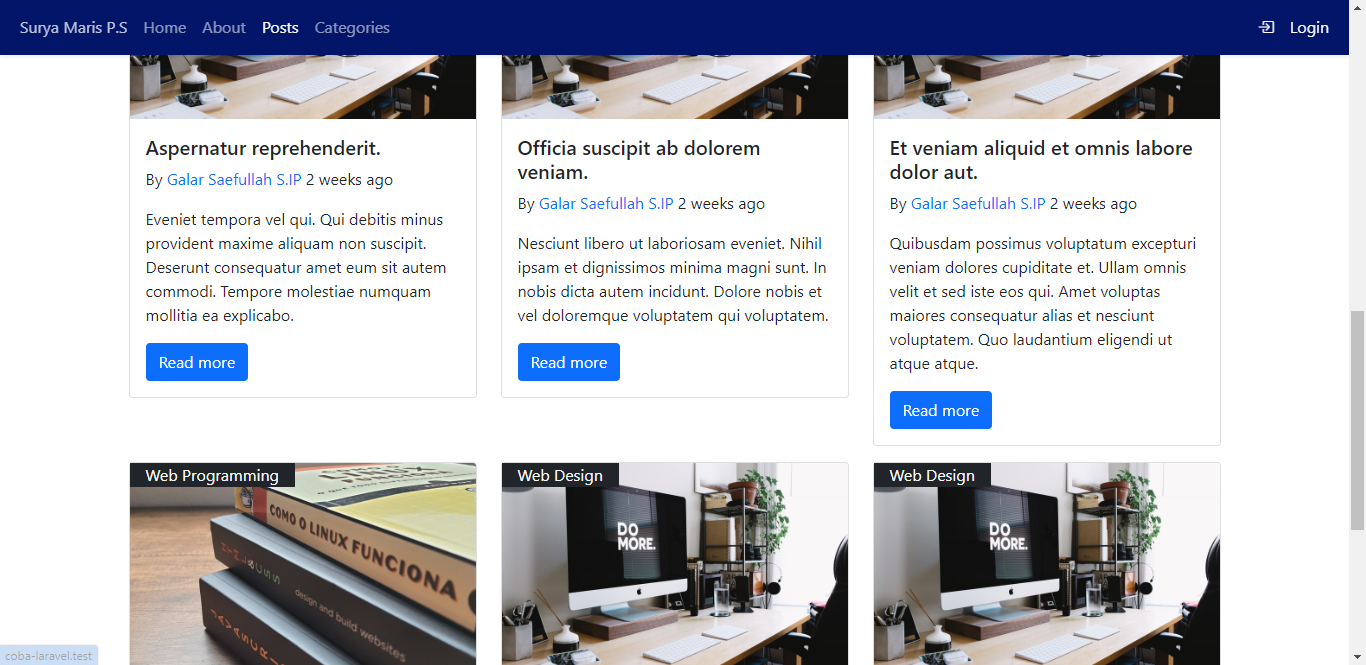 Surya Maris P.S Home About Posts Categories Login
Aspernatur reprehenderit.
By Galar Saefullah S.IP 2 weeks ago
Eveniet tempora vel qui. Qui debitis minus
provident maxime aliquam non suscipit.
Deserunt consequatur amet eum sit autem
commodi. Tempore molestiae numquam
mollitia ea explicabo.
Read more
Officia suscipit ab dolorem
veniam.
By Galar Saefullah S.IP 2 weeks ago
Nesciunt libero ut laboriosam eveniet. Nihil
ipsam et dignissimos minima magni sunt. In
nobis dicta autem incidunt. Dolore nobis et
vel doloremque voluptatem qui voluptatem.
Read more
Et veniam aliquid et omnis labore
dolor aut.
By Galar Saefullah S.IP 2 weeks ago
Quibusdam possimus voluptatum excepturi
veniam dolores cupiditate et. Ullam omnis
velit et sed iste eos qui. Amet voluptas
maiores consequatur alias et nesciunt
voluptatem. Quo laudantium eligendi ut
atque atque.
Read more
Web Programming
COMO O LINUX FUNCIONA
HTML & CSS
design and build websites
Web Design
DO
MORE.
Web Design
DO
MORE.
coba-laravel.test